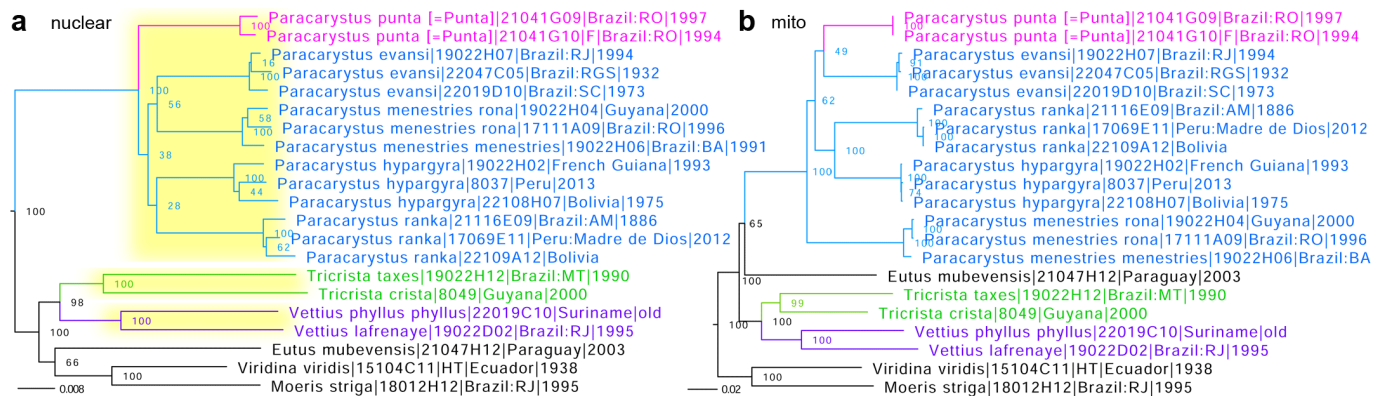 a nuclear
Paracarystus punta [=Punta]|21041G09|Brazil:RO|1997
100
Paracarystus punta [=Punta]|21041G10|F|Brazil:RO|1994
Paracarystus evansi|19022H07|Brazil:RJ|1994
16
Paracarystus evansi|22047C05|Brazil:RGS|1932
100
100
Paracarystus evansi|22019D10|Brazil:SC|1973
56
Paracarystus menestries rona|19022H04|Guyana|2000
58
Paracarystus menestries rona|17111A09|Brazil:RO|1996
100
Paracarystus menestries menestries|19022H06|Brazil:BA|1991
38
Paracarystus hypargyra|19022H02|French Guiana|1993
100
Paracarystus hypargyra|8037|Peru|2013
44
Paracarystus hypargyra|22108H07|Bolivia|1975
28
100
Paracarystus ranka|21116E09|Brazil:AM|1886
100
Paracarystus ranka|17069E11|Peru:Madre de Dios|2012
62
Paracarystus ranka|22109A12|Bolivia
Tricrista taxes|19022H12|Brazil:MT|1990
100
Tricrista crista|8049|Guyana|2000
98
Vettius phyllus phyllus|22019C10|Suriname|old
100
Vettius lafrenaye|19022D02|Brazil:RJ|1995
100
Eutus mubevensis|21047H12|Paraguay|2003
66
Viridina viridis|15104C11|HT|Ecuador|1938
100
Moeris striga|18012H12|Brazil:RJ|1995
0.008
b mito
Paracarystus punta [=Punta]|21041G09|Brazil:RO|1997
100
Paracarystus punta [=Punta]|21041G10|F|Brazil:RO|1994
49
Paracarystus evansi|19022H07|Brazil:RJ|1994
91
Paracarystus evansi|22047C05|Brazil:RGS|1932
100
Paracarystus evansi|22019D10|Brazil:SC|1973
62
Paracarystus ranka|21116E09|Brazil:AM|1886
100
Paracarystus ranka|17069E11|Peru:Madre de Dios|2012
100
Paracarystus ranka|22109A12|Bolivia
100
Paracarystus hypargyra|19022H02|French Guiana|1993
100
100
Paracarystus hypargyra|8037|Peru|2013
74
Paracarystus hypargyra|22108H07|Bolivia|1975
Paracarystus menestries rona|19022H04|Guyana|2000
65
100
Paracarystus menestries rona|17111A09|Brazil:RO|1996
100
Paracarystus menestries menestries|19022H06|Brazil:BA
Eutus mubevensis|21047H12|Paraguay|2003
100
Tricrista taxes|19022H12|Brazil:MT|1990
99
Tricrista crista|8049|Guyana|2000
100
100
Vettius phyllus phyllus|22019C10|Suriname|old
100
Vettius lafrenaye|19022D02|Brazil:RJ|1995
Viridina viridis|15104C11|HT|Ecuador|1938
100
Moeris striga|18012H12|Brazil:RJ|1995
0.02